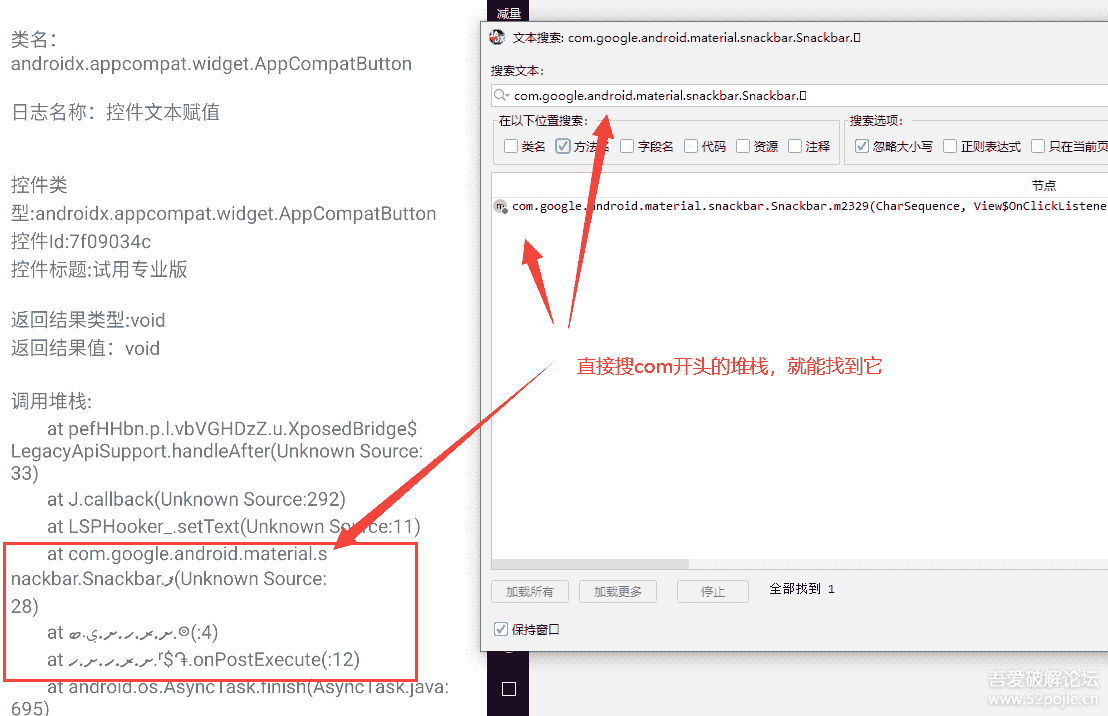 类名：
androidx.appcompat.widget.AppCompatButton
日志名称：控件文本赋值
控件类
型:androidx.appcompat.widget.AppCompatButton
控件Id:7f09034c
控件标题:试用专业版
返回结果类型:void
返回结果值：void
调用堆栈:
at pefHHbn.p.l.vbVGHDzZ.u.XposedBridge$
LegacyApiSupport.handleAfter(Unknown Source:
33)
at J.callback(Unknown Source:292)
at LSPHooker_.setText(Unknown Source:11)
at com.google.android.material.s
nackbar.Snackbar.(Unknown Source:
28)
at (:4)
at .onPostExecute(:12)
at android.os.AsyncTask.finish(AsyncTask.java:
695)
减量
文本搜索: com.google.android.material.snackbar.Snackbar.
搜索文本:
com.google.android.material.snackbar.Snackbar.
在以下位置搜索:
类名 方法名 字段名 代码 资源 注释
搜索选项:
忽略大小写 正则表达式 只在当前页
节点
com.google.android.material.snackbar.Snackbar.m2329(CharSequence, View$OnClickListene
直接搜com开头的堆栈，就能找到它
加载所有 加载更多 停止 全部找到 1
保持窗口
吾爱破解论坛
www.52pojie.cn